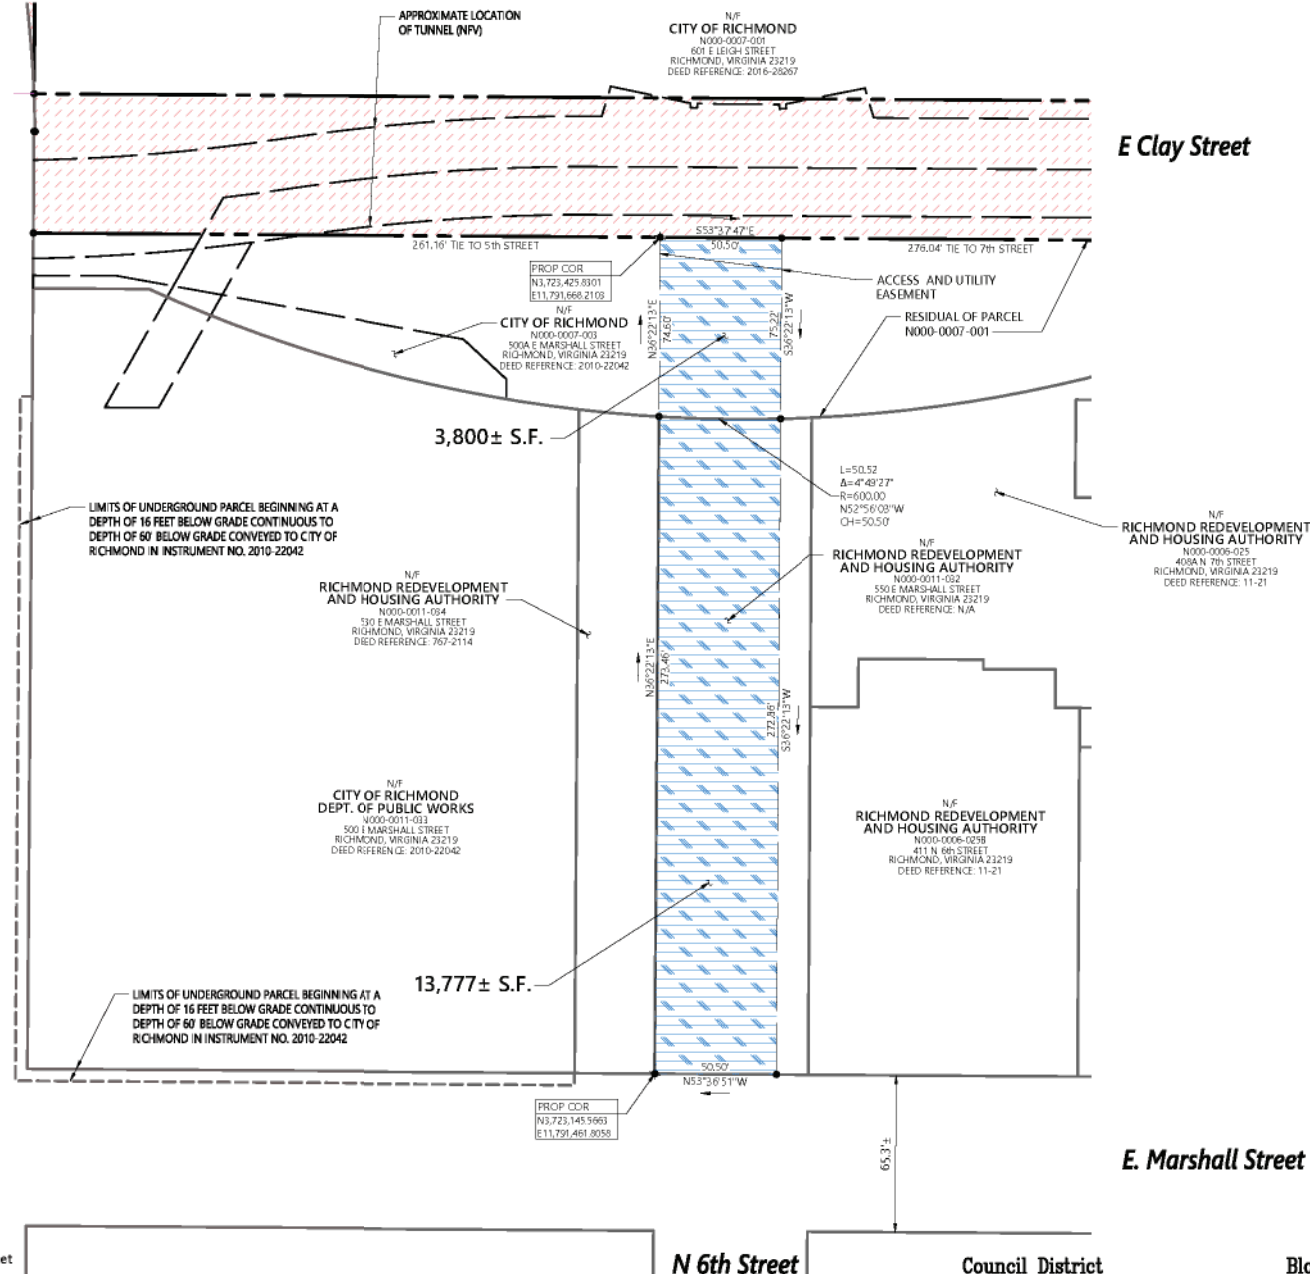 APPROXIMATE LOCATION
OF TUNNEL (NFV)
N/F
CITY OF RICHMOND
N000-0007-001
601 E LEIGH STREET
RICHMOND, VIRGINIA 23219
DEED REFERENCE: 2016-28267
E Clay Street
S53°37'47"E
50.50'
261.16' TIE TO 5th STREET
276.04' TIE TO 7th STREET
PROP COR
N3,723,425.8301
E11,791,668.2103
ACCESS AND UTILITY
EASEMENT
RESIDUAL OF PARCEL
N000-0007-001
N/F
CITY OF RICHMOND
N000-0007-003
500A E MARSHALL STREET
RICHMOND, VIRGINIA 23219
DEED REFERENCE: 2010-22042
N36°22'13"E
74.60'
75.22'
S36°22'13"W
3,800± S.F.
L=50.52
Δ=4°49'27"
R=600.00
N52°56'03"W
CH=50.50'
LIMITS OF UNDERGROUND PARCEL BEGINNING AT A
DEPTH OF 16 FEET BELOW GRADE CONTINUOUS TO
DEPTH OF 60' BELOW GRADE CONVEYED TO CITY OF
RICHMOND IN INSTRUMENT NO. 2010-22042
N/F
RICHMOND REDEVELOPMENT
AND HOUSING AUTHORITY
N000-0006-025
408A N 7th STREET
RICHMOND, VIRGINIA 23219
DEED REFERENCE: 11-21
N/F
RICHMOND REDEVELOPMENT
AND HOUSING AUTHORITY
N000-0011-032
550 E MARSHALL STREET
RICHMOND, VIRGINIA 23219
DEED REFERENCE: N/A
N/F
RICHMOND REDEVELOPMENT
AND HOUSING AUTHORITY
N000-0011-034
530 E MARSHALL STREET
RICHMOND, VIRGINIA 23219
DEED REFERENCE: 767-2114
N36°22'13"E
273.46'
272.86'
S36°22'13"W
N/F
CITY OF RICHMOND
DEPT. OF PUBLIC WORKS
N000-0011-033
500 E MARSHALL STREET
RICHMOND, VIRGINIA 23219
DEED REFERENCE: 2010-22042
N/F
RICHMOND REDEVELOPMENT
AND HOUSING AUTHORITY
N000-0006-025B
411 N 6th STREET
RICHMOND, VIRGINIA 23219
DEED REFERENCE: 11-21
13,777± S.F.
LIMITS OF UNDERGROUND PARCEL BEGINNING AT A
DEPTH OF 16 FEET BELOW GRADE CONTINUOUS TO
DEPTH OF 60' BELOW GRADE CONVEYED TO CITY OF
RICHMOND IN INSTRUMENT NO. 2010-22042
50.50'
N53°36'51"W
PROP COR
N3,723,145.5663
E11,791,461.8058
65.3'±
E. Marshall Street
et
N 6th Street
Council District
Blo